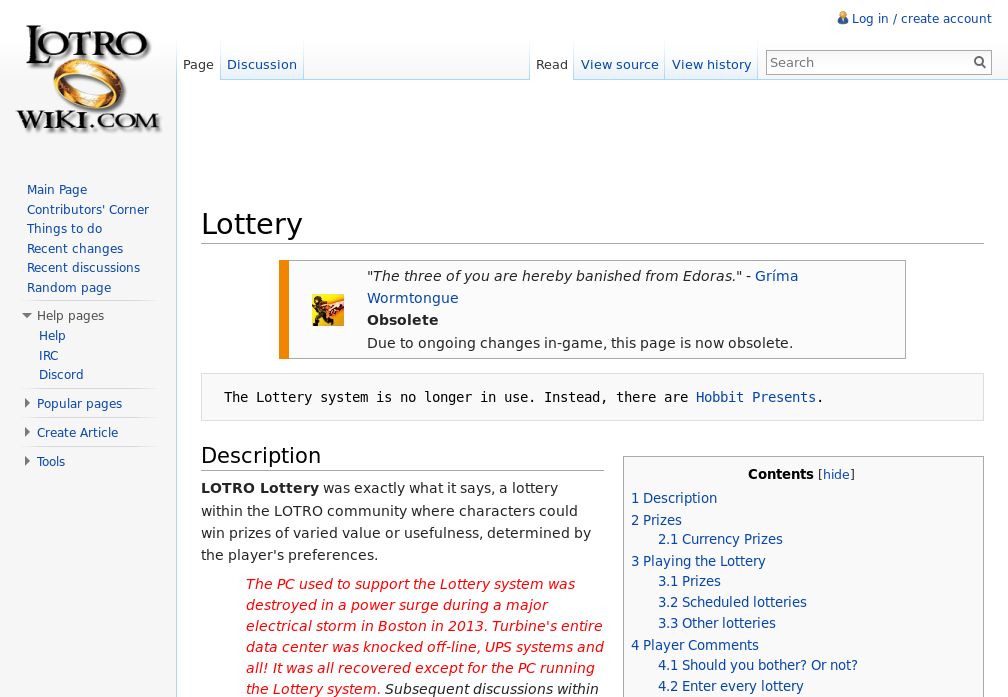 Log in / create account
LOTRO
WIKI.COM
Page
Discussion
Read
View source
View history
Search
Main Page
Contributors' Corner
Things to do
Recent changes
Recent discussions
Random page
Help pages
Help
IRC
Discord
Popular pages
Create Article
Tools
Lottery
"The three of you are hereby banished from Edoras." - Gríma
Wormtongue
Obsolete
Due to ongoing changes in-game, this page is now obsolete.
The Lottery system is no longer in use. Instead, there are Hobbit Presents.
Description
LOTRO Lottery was exactly what it says, a lottery
within the LOTRO community where characters could
win prizes of varied value or usefulness, determined by
the player's preferences.
The PC used to support the Lottery system was
destroyed in a power surge during a major
electrical storm in Boston in 2013. Turbine's entire
data center was knocked off-line, UPS systems and
all! It was all recovered except for the PC running
the Lottery system. Subsequent discussions within
Contents [hide]
1 Description
2 Prizes
2.1 Currency Prizes
3 Playing the Lottery
3.1 Prizes
3.2 Scheduled lotteries
3.3 Other lotteries
4 Player Comments
4.1 Should you bother? Or not?
4.2 Enter every lottery